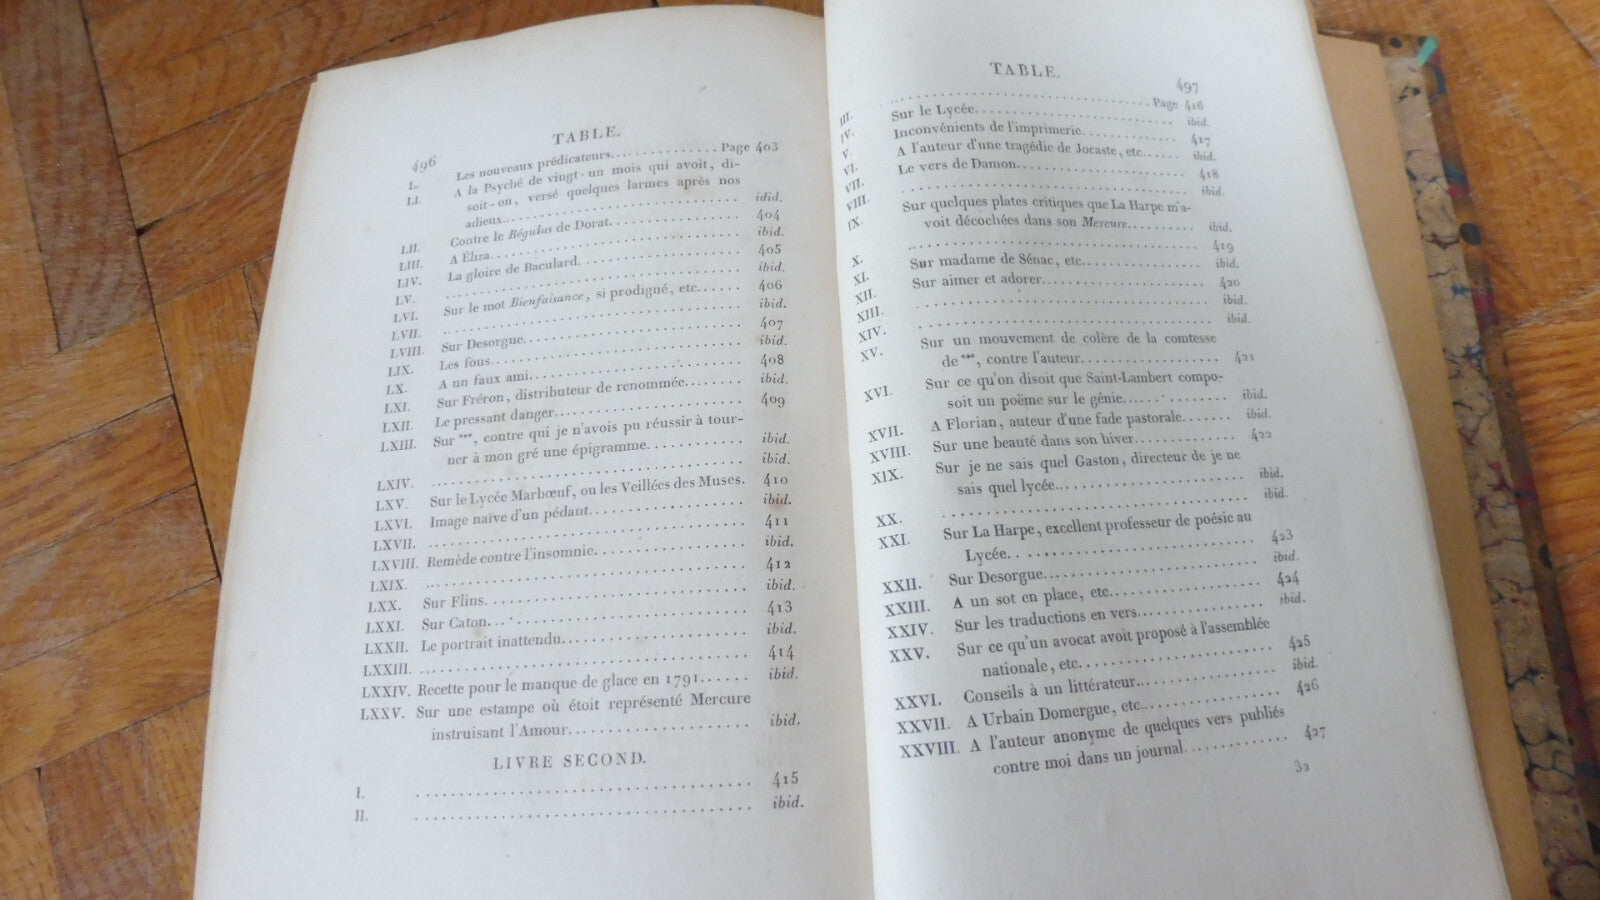 496
TABLE.
L. Les nouveaux prédicateurs. . . . . . . . . . . . . . Page 403
LI. A la Psyché de vingt-un mois qui avoit, di-
soit-on, versé quelques larmes après nos
adieux. . . . . . . . . . . . . . . . . . . . idid.
LII. Contre le Régulus de Dorat. . . . . . . . . . . . 404
LIII. A Éliza. . . . . . . . . . . . . . . . . . . . ibid.
LIV. La gloire de Baculard. . . . . . . . . . . . . . 405
LV. . . . . . . . . . . . . . . . . . . . . ibid.
LVI. Sur le mot Bienfaisance, si prodigué, etc. . . . . . 406
LVII. . . . . . . . . . . . . . . . . . . . . ibid.
LVIII. Sur Desorgue. . . . . . . . . . . . . . . . . . 407
LIX. Les fous. . . . . . . . . . . . . . . . . . . . ibid.
LX. A un faux ami. . . . . . . . . . . . . . . . . . 408
LXI. Sur Fréron, distributeur de renommée. . . . . . . . ibid.
LXII. Le pressant danger. . . . . . . . . . . . . . . . 409
LXIII. Sur ***, contre qui je n'avois pu réussir à tour-
ner à mon gré une épigramme. . . . . . . . . . ibid.
LXIV. . . . . . . . . . . . . . . . . . . . . ibid.
LXV. Sur le Lycée Marbœuf, ou les Veillées des Muses. 410
LXVI. Image naïve d'un pédant. . . . . . . . . . . . . . ibid.
LXVII. . . . . . . . . . . . . . . . . . . . . 411
LXVIII. Remède contre l'insomnie. . . . . . . . . . . . . ibid.
LXIX. . . . . . . . . . . . . . . . . . . . . 412
LXX. Sur Flins. . . . . . . . . . . . . . . . . . . . ibid.
LXXI. Sur Caton. . . . . . . . . . . . . . . . . . . . 413
LXXII. Le portrait inattendu. . . . . . . . . . . . . . . ibid.
LXXIII. . . . . . . . . . . . . . . . . . . . . 414
LXXIV. Recette pour le manque de glace en 1791. . . . . . ibid.
LXXV. Sur une estampe où étoit représenté Mercure
instruisant l'Amour. . . . . . . . . . . . . . . ibid.
LIVRE SECOND.
I. . . . . . . . . . . . . . . . . . . . . 415
II. . . . . . . . . . . . . . . . . . . . . ibid.
TABLE.
497
III. . . . . . . . . . . . . . . . . . . . . Page 416
IV. Sur le Lycée. . . . . . . . . . . . . . . . . . . ibid.
V. Inconvénients de l'imprimerie. . . . . . . . . . . 417
VI. A l'auteur d'une tragédie de Jocaste, etc. . . . . . ibid.
VII. Le vers de Damon. . . . . . . . . . . . . . . . . 418
VIII. . . . . . . . . . . . . . . . . . . . . ibid.
IX. Sur quelques plates critiques que La Harpe m'a-
voit décochées dans son Mercure. . . . . . . . . ibid.
X. . . . . . . . . . . . . . . . . . . . . 419
XI. Sur madame de Sénac, etc. . . . . . . . . . . . . ibid.
XII. Sur aimer et adorer. . . . . . . . . . . . . . . . 420
XIII. . . . . . . . . . . . . . . . . . . . . ibid.
XIV. . . . . . . . . . . . . . . . . . . . . ibid.
XV. Sur un mouvement de colère de la comtesse
de ***, contre l'auteur. . . . . . . . . . . . . . 421
XVI. Sur ce qu'on disoit que Saint-Lambert compo-
soit un poëme sur le génie. . . . . . . . . . . ibid.
XVII. A Florian, auteur d'une fade pastorale. . . . . . . ibid.
XVIII. Sur une beauté dans son hiver. . . . . . . . . . . 422
XIX. Sur je ne sais quel Gaston, directeur de je ne
sais quel lycée. . . . . . . . . . . . . . . . . ibid.
XX. . . . . . . . . . . . . . . . . . . . . ibid.
XXI. Sur La Harpe, excellent professeur de poésie au
Lycée. . . . . . . . . . . . . . . . . . . . . 423
XXII. Sur Desorgue. . . . . . . . . . . . . . . . . . ibid.
XXIII. A un sot en place, etc. . . . . . . . . . . . . . 424
XXIV. Sur les traductions en vers. . . . . . . . . . . . ibid.
XXV. Sur ce qu'un avocat avoit proposé à l'assemblée
nationale, etc. . . . . . . . . . . . . . . . . 425
XXVI. Conseils à un littérateur. . . . . . . . . . . . . ibid.
XXVII. A Urbain Domergue, etc. . . . . . . . . . . . . . 426
XXVIII. A l'auteur anonyme de quelques vers publiés
contre moi dans un journal. . . . . . . . . . . 427
32